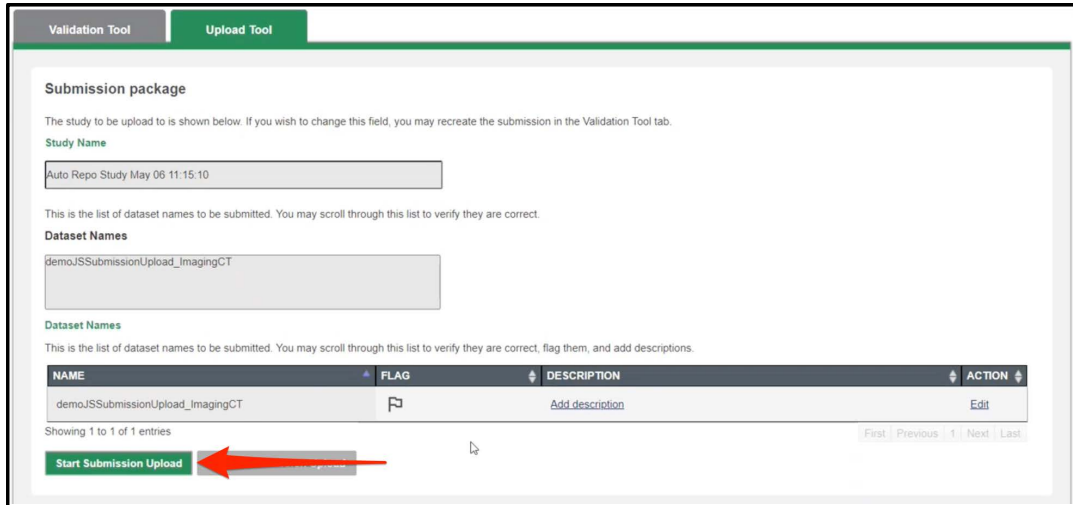 Validation Tool
Upload Tool
Submission package
The study to be upload to is shown below. If you wish to change this field, you may recreate the submission in the Validation Tool tab.
Study Name
Auto Repo Study May 06 11:15:10
This is the list of dataset names to be submitted. You may scroll through this list to verify they are correct.
Dataset Names
demoJSSubmissionUpload_ImagingCT
Dataset Names
This is the list of dataset names to be submitted. You may scroll through this list to verify they are correct, flag them, and add descriptions.
NAME FLAG DESCRIPTION ACTION
demoJSSubmissionUpload_ImagingCT Add description Edit
Showing 1 to 1 of 1 entries
First Previous 1 Next Last
Start Submission Upload